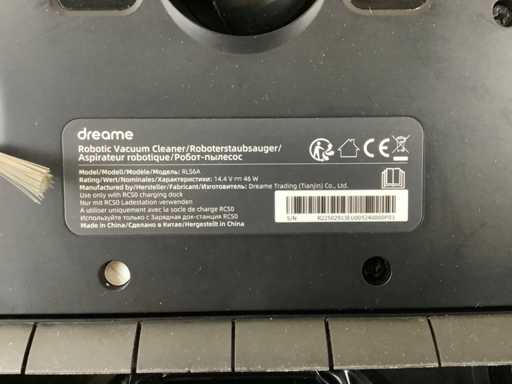 dreame
Robotic Vacuum Cleaner/Roboterstaubsauger/
Aspirateur robotique/Робот-пылесос
Model/Modell/Modèle/Модель: RLS6A
Rating/Wert/Nominales/Характеристики: 14.4 V⎓ 46 W
Manufactured by/Hersteller/Fabricant/Изготовитель: Dreame Trading (Tianjin) Co., Ltd.
Use only with RCS0 charging dock
Nur mit RCS0 Ladestation verwenden
A utiliser uniquement avec la socle de charge RCS0
Используйте только с Зарядная док-станция RCS0
Made in China/Сделано в Китае/Hergestellt in China
CE
S/N